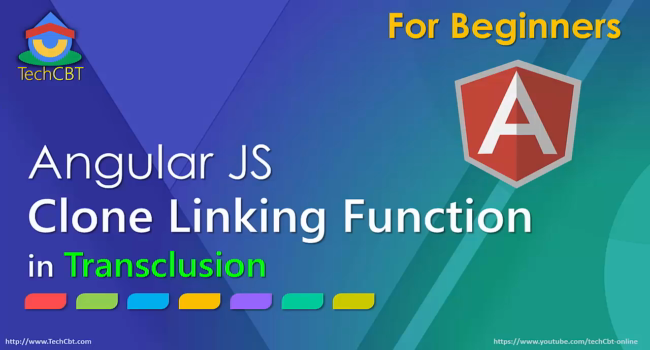 For Beginners
TechCBT
A
Angular JS
Clone Linking Function
in Transclusion
http://www.TechCbt.com
https://www.youtube.com/techCbt-online